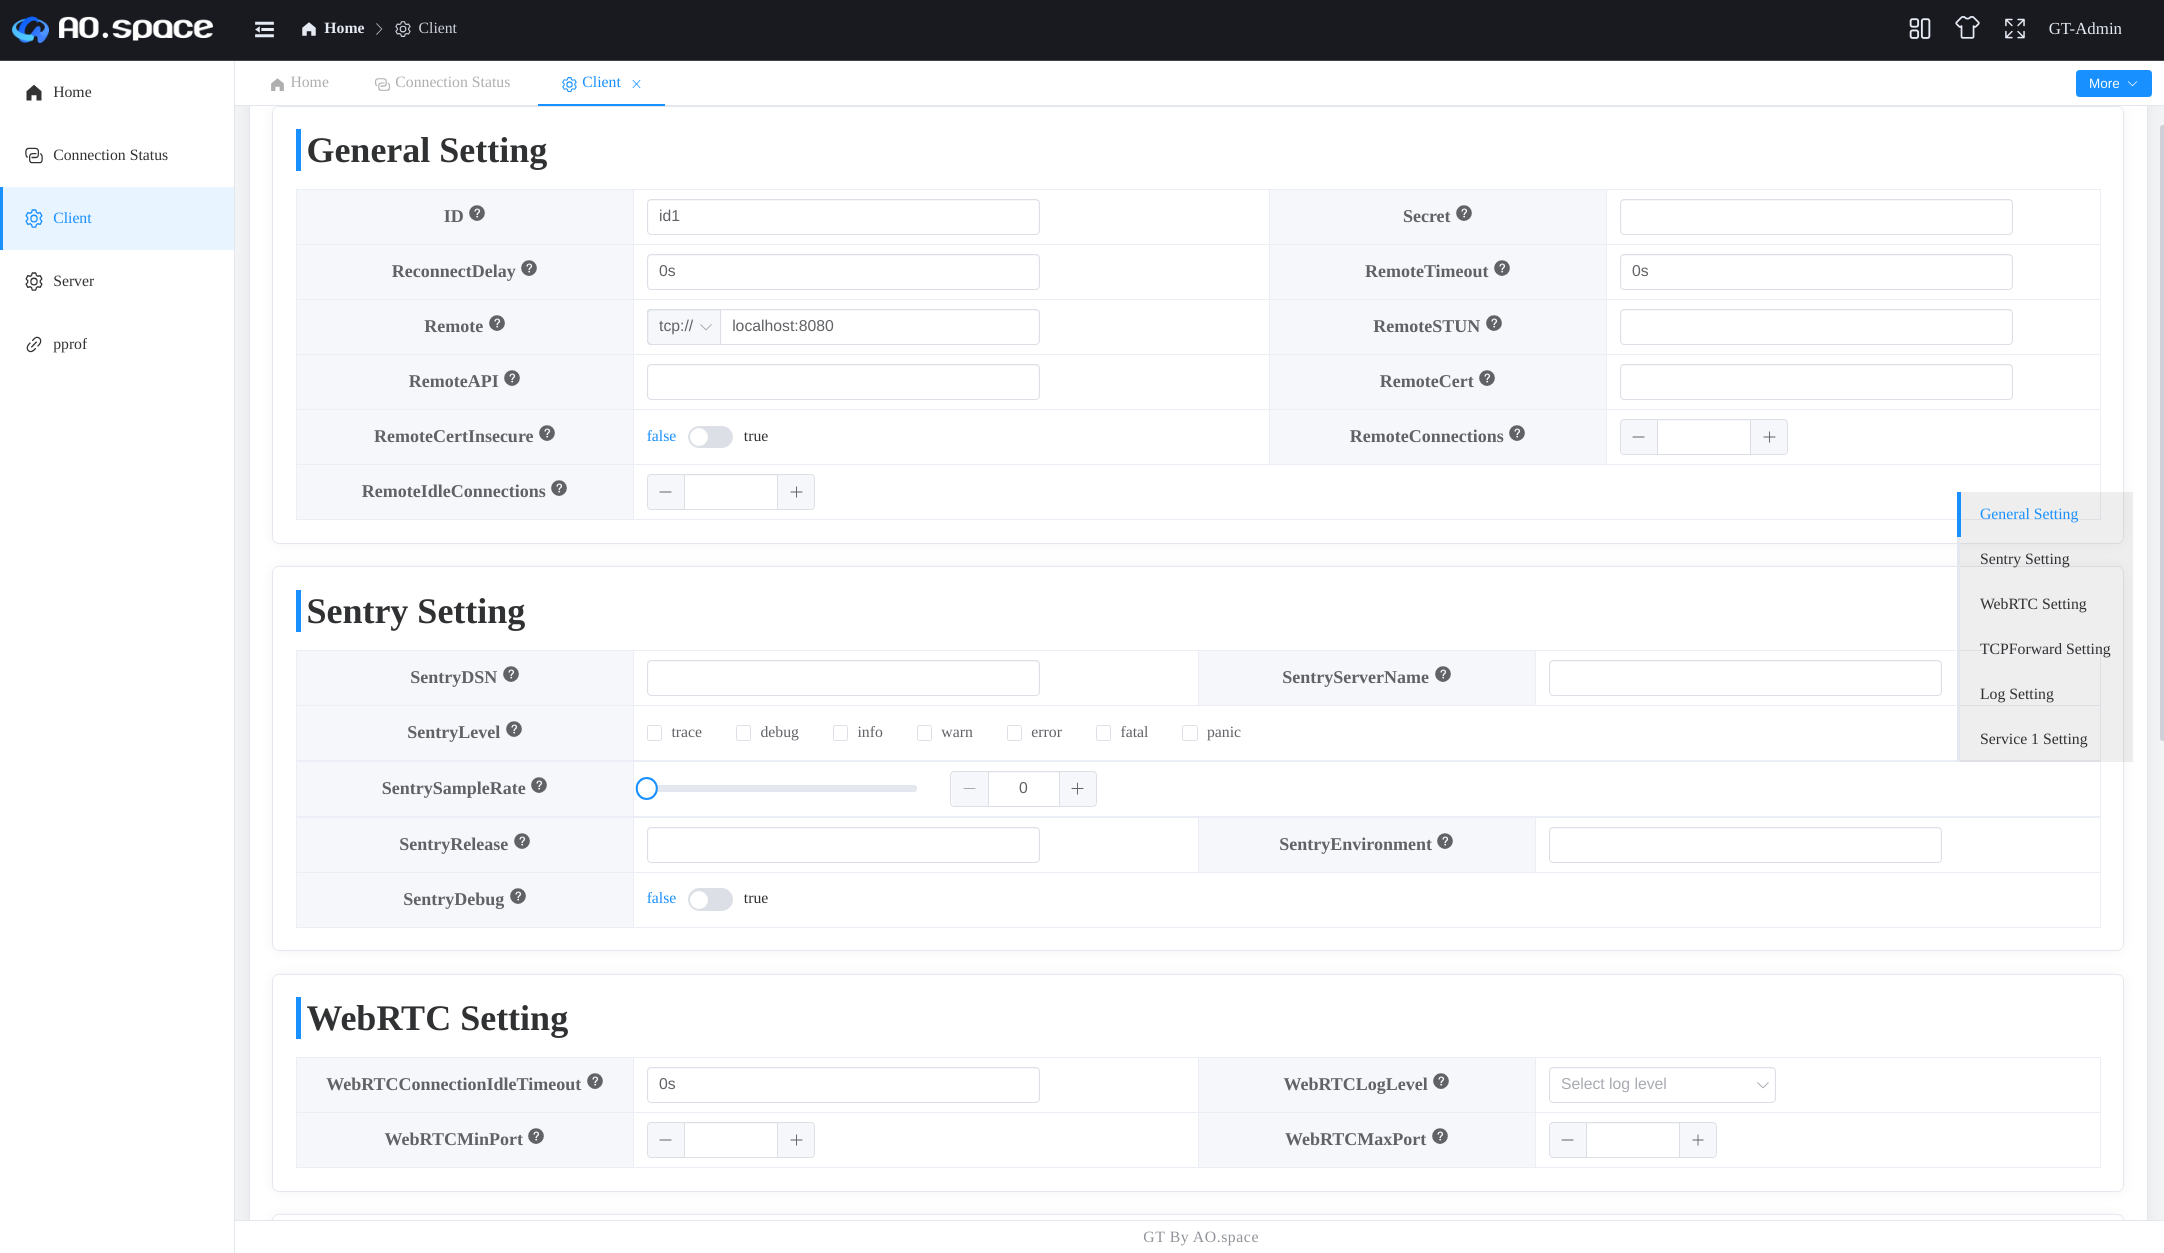 AO.space
Home > Client
GT-Admin
Home
Connection Status
Client
Server
pprof
Home
Connection Status
Client
More
General Setting
ID
id1
Secret
ReconnectDelay
0s
RemoteTimeout
0s
Remote
tcp://
localhost:8080
RemoteSTUN
RemoteAPI
RemoteCert
RemoteCertInsecure
false
true
RemoteConnections
RemoteIdleConnections
General Setting
Sentry Setting
WebRTC Setting
TCPForward Setting
Log Setting
Service 1 Setting
Sentry Setting
SentryDSN
SentryServerName
SentryLevel
trace
debug
info
warn
error
fatal
panic
SentrySampleRate
0
SentryRelease
SentryEnvironment
SentryDebug
false
true
WebRTC Setting
WebRTCConnectionIdleTimeout
0s
WebRTCLogLevel
Select log level
WebRTCMinPort
WebRTCMaxPort
GT By AO.space